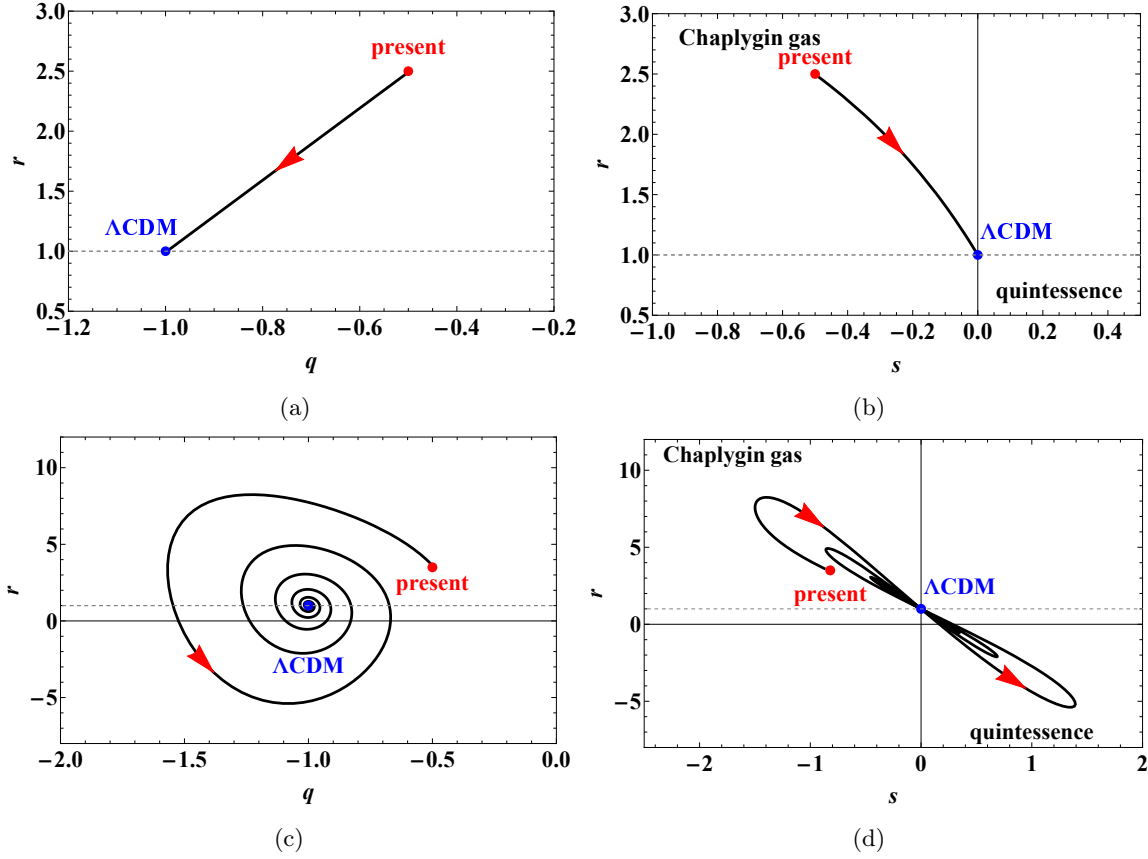 3.0
2.5
2.0
1.5
1.0
0.5
r
present
ΛCDM
−1.2
−1.0
−0.8
−0.6
−0.4
−0.2
q
(a)
3.0
2.5
2.0
1.5
1.0
0.5
r
Chaplygin gas
present
ΛCDM
quintessence
−1.0
−0.8
−0.6
−0.4
−0.2
0.0
0.2
0.4
s
(b)
10
5
0
−5
r
present
ΛCDM
−2.0
−1.5
−1.0
−0.5
0.0
q
(c)
10
5
0
−5
r
Chaplygin gas
present
ΛCDM
quintessence
−2
−1
0
1
2
s
(d)